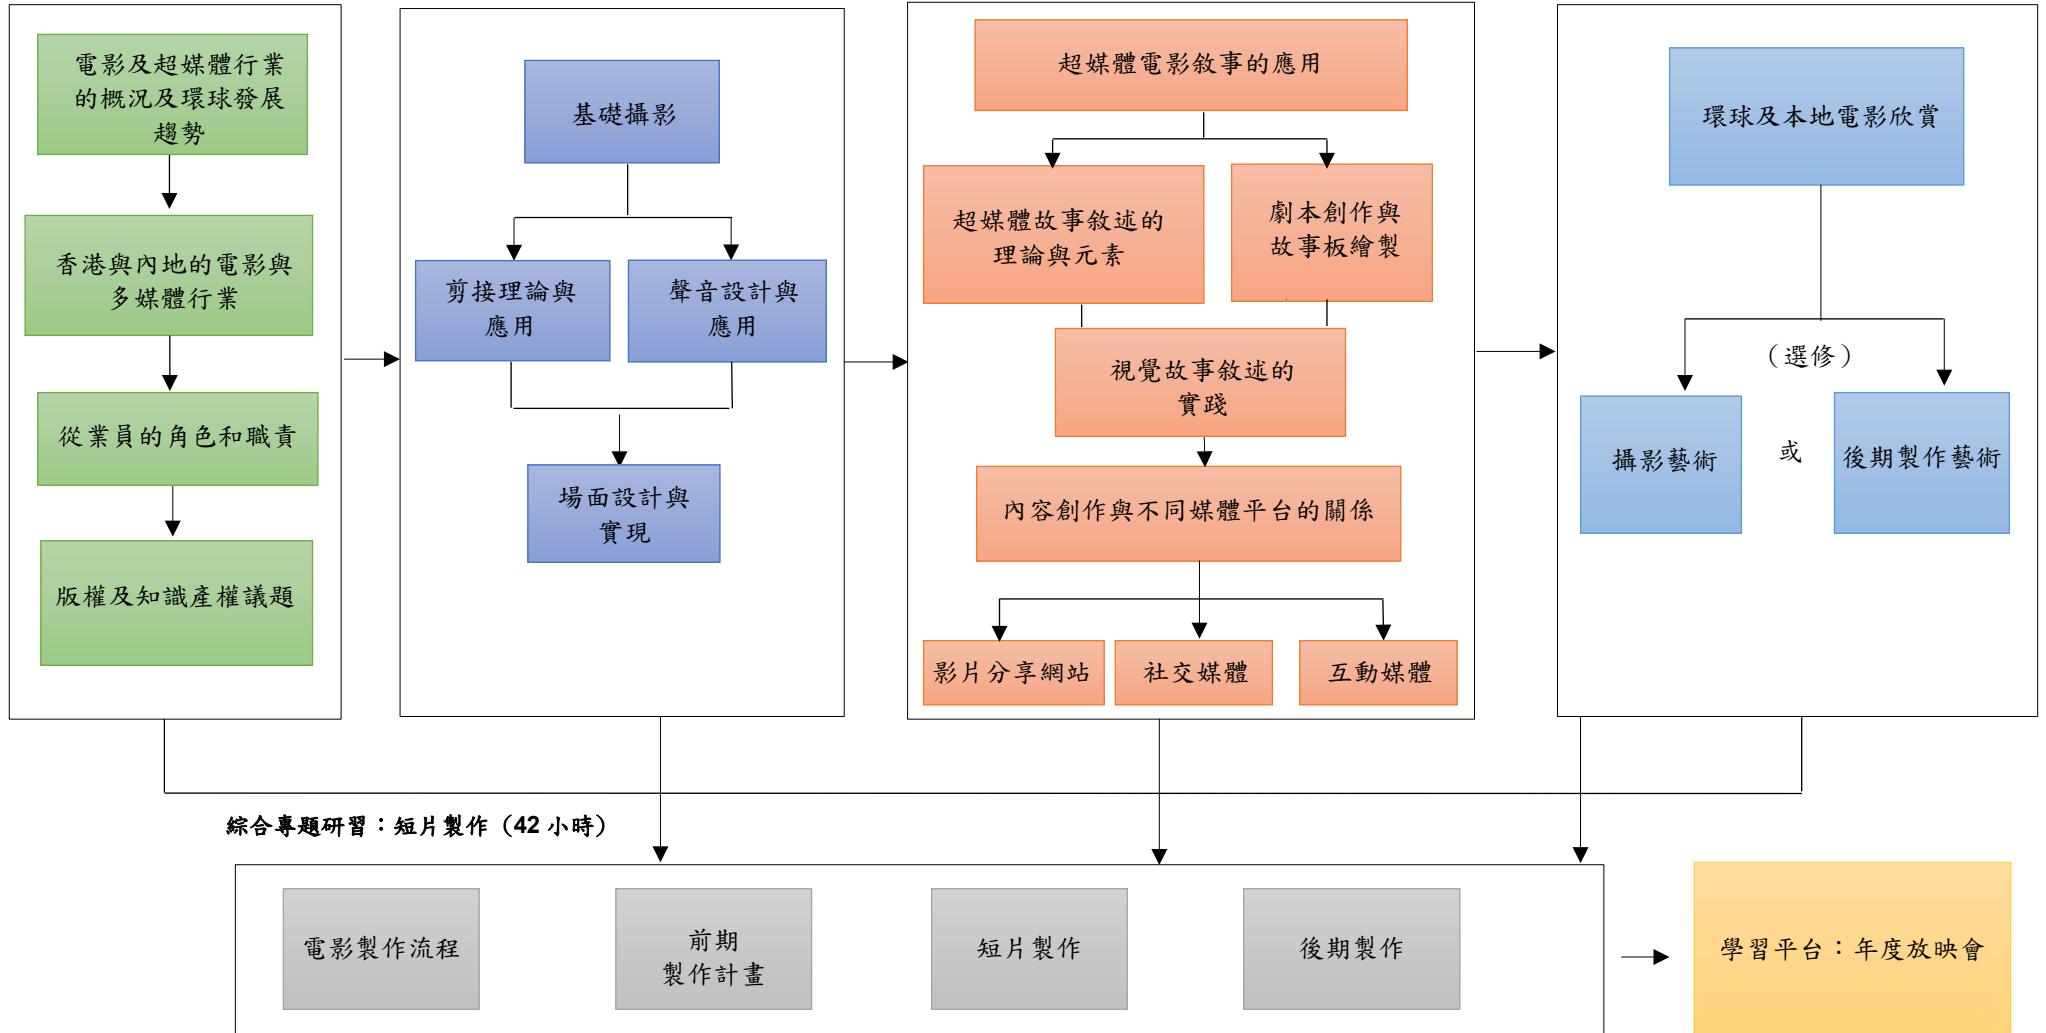 電影及超媒體行業
的概況及環球發展
趨勢
香港與內地的電影與
多媒體行業
從業員的角色和職責
版權及知識產權議題
基礎攝影
剪接理論與
應用
聲音設計與
應用
場面設計與
實現
超媒體電影敘事的應用
超媒體故事敘述的
理論與元素
劇本創作與
故事板繪製
視覺故事敘述的
實踐
內容創作與不同媒體平台的關係
影片分享網站
社交媒體
互動媒體
環球及本地電影欣賞
（選修）
攝影藝術
或
後期製作藝術
綜合專題研習：短片製作（42 小時）
電影製作流程
前期
製作計畫
短片製作
後期製作
學習平台：年度放映會